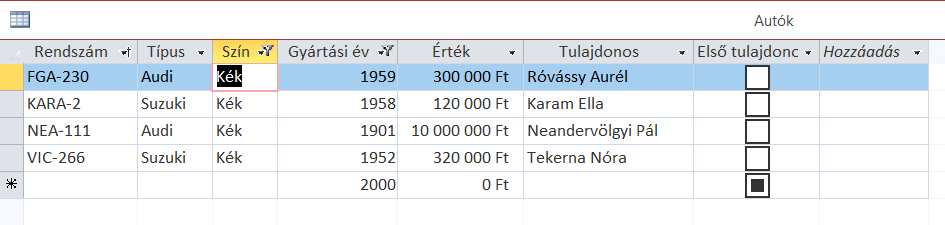 Autók
Rendszám Típus Szín Gyártási év Érték Tulajdonos Első tulajdonc Hozzáadás
FGA-230 Audi Kék 1959 300 000 Ft Róvássy Aurél
KARA-2 Suzuki Kék 1958 120 000 Ft Karam Ella
NEA-111 Audi Kék 1901 10 000 000 Ft Neandervölgyi Pál
VIC-266 Suzuki Kék 1952 320 000 Ft Tekerna Nóra
2000 0 Ft